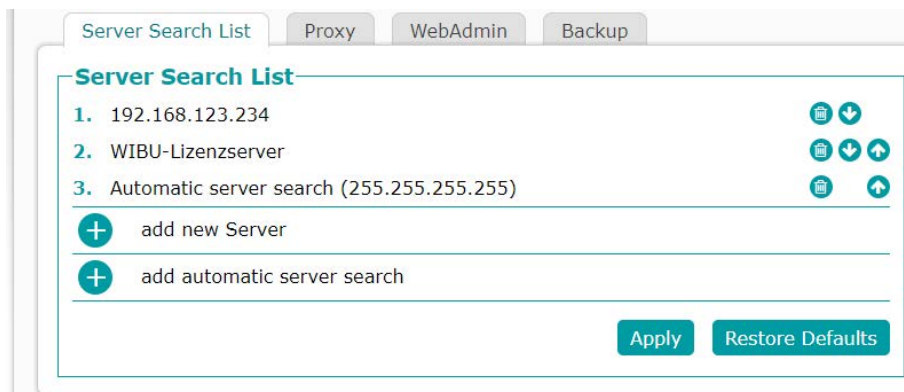 Server Search List Proxy WebAdmin Backup
Server Search List
1. 192.168.123.234
2. WIBU-Lizenzserver
3. Automatic server search (255.255.255.255)
add new Server
add automatic server search
Apply Restore Defaults